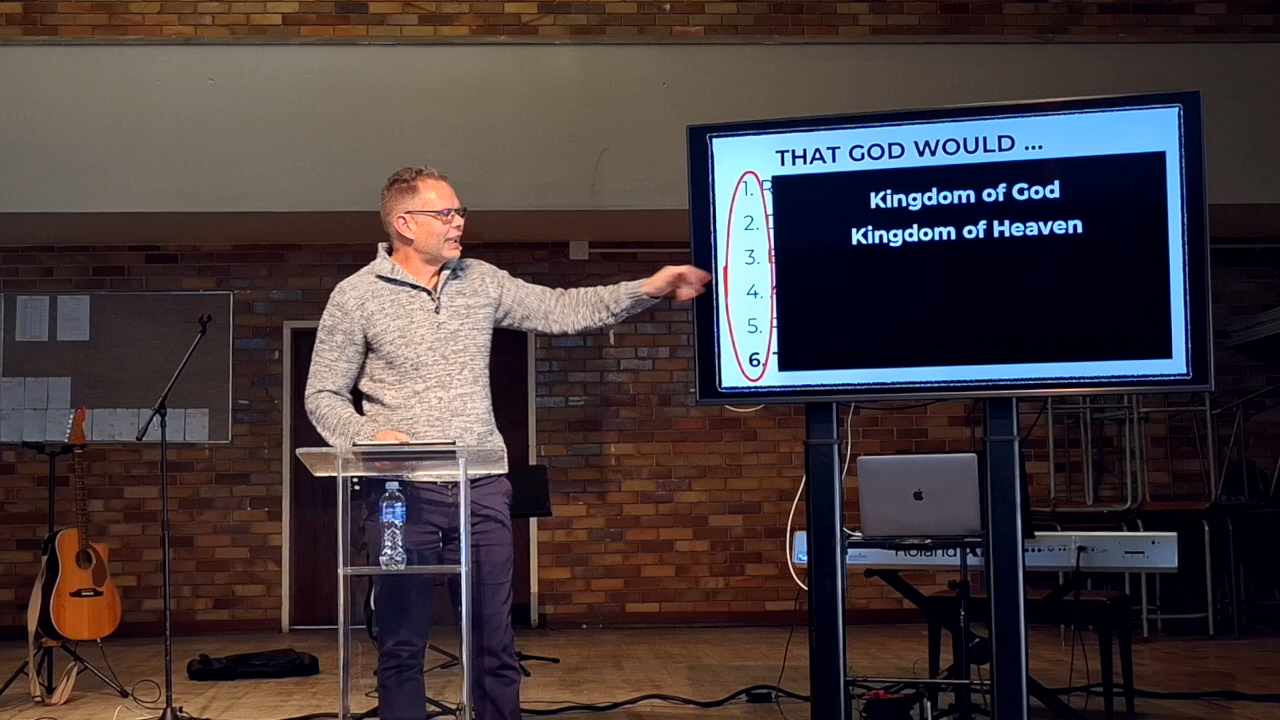 THAT GOD WOULD ...
1. R
2.
3.
4.
5.
6.
Kingdom of God
Kingdom of Heaven
Roland